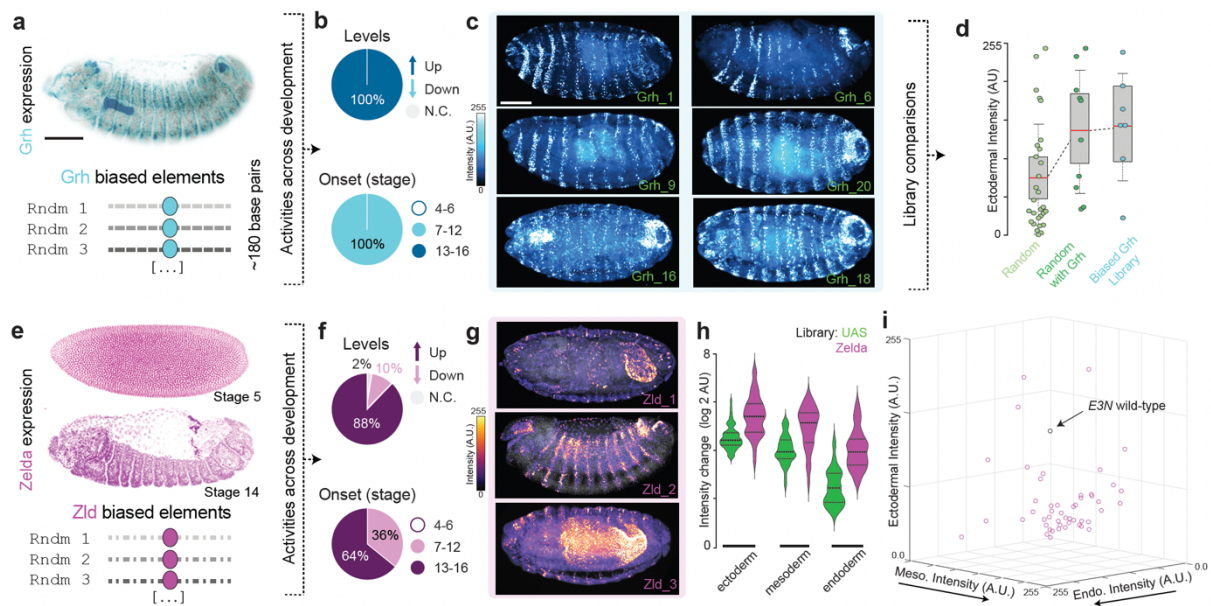 a
Grh expression
Grh biased elements
Rndm 1
Rndm 2
Rndm 3
[...]
~180 base pairs
Activities across development
b
Levels
100%
Up
Down
N.C.
Onset (stage)
100%
4-6
7-12
13-16
c
255
Intensity (A.U.)
0
Grh_1
Grh_6
Grh_9
Grh_20
Grh_16
Grh_18
Library comparisons
d
255
Ectodermal Intensity (AU)
0
Random
Random
with Grh
Biased Grh
Library
e
Zelda expression
Stage 5
Stage 14
Zld biased elements
Rndm 1
Rndm 2
Rndm 3
[...]
Activities across development
f
Levels
2%
10%
88%
Up
Down
N.C.
Onset (stage)
36%
64%
4-6
7-12
13-16
g
255
Intensity (A.U.)
0
Zld_1
Zld_2
Zld_3
h
Library: UAS
Zelda
8
Intensity change (log 2 AU)
0
ectoderm
mesoderm
endoderm
i
255
Ectodermal Intensity (A.U.)
E3N wild-type
0.0
0.0
Meso. Intensity (A.U.)
255
255
Endo. Intensity (A.U.)